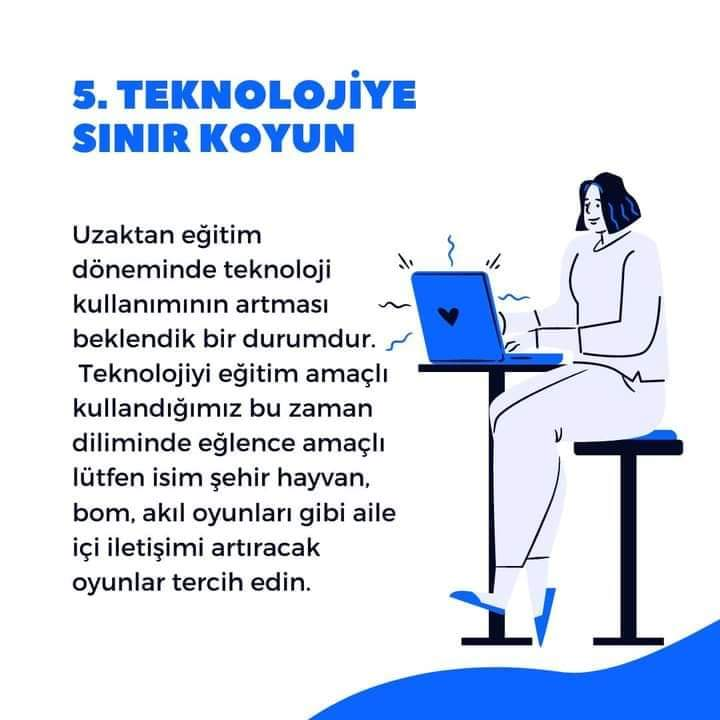 5. TEKNOLOJİYE
SINIR KOYUN
Uzaktan eğitim
döneminde teknoloji
kullanımının artması
beklendik bir durumdur.
Teknolojiyi eğitim amaçlı
kullandığımız bu zaman
diliminde eğlence amaçlı
lütfen isim şehir hayvan,
bom, akıl oyunları gibi aile
içi iletişimi artıracak
oyunlar tercih edin.